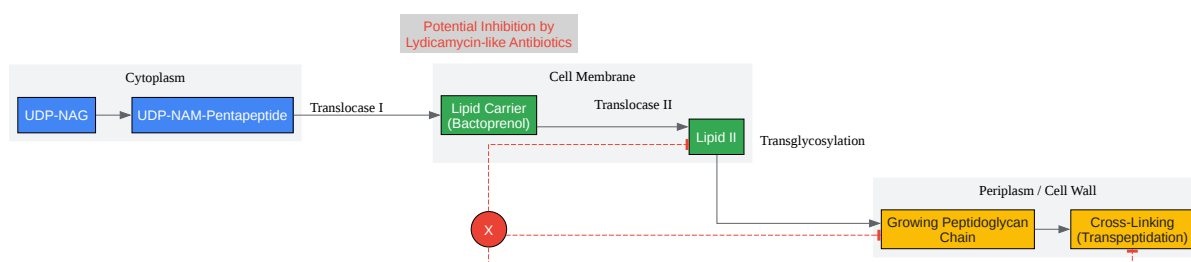 Potential Inhibition by
Lydicamycin-like Antibiotics
Cytoplasm
Cell Membrane
UDP-NAG
UDP-NAM-Pentapeptide
Translocase I
Lipid Carrier
(Bactoprenol)
Translocase II
Lipid II
Transglycosylation
Periplasm / Cell Wall
Growing Peptidoglycan
Chain
Cross-Linking
(Transpeptidation)
X